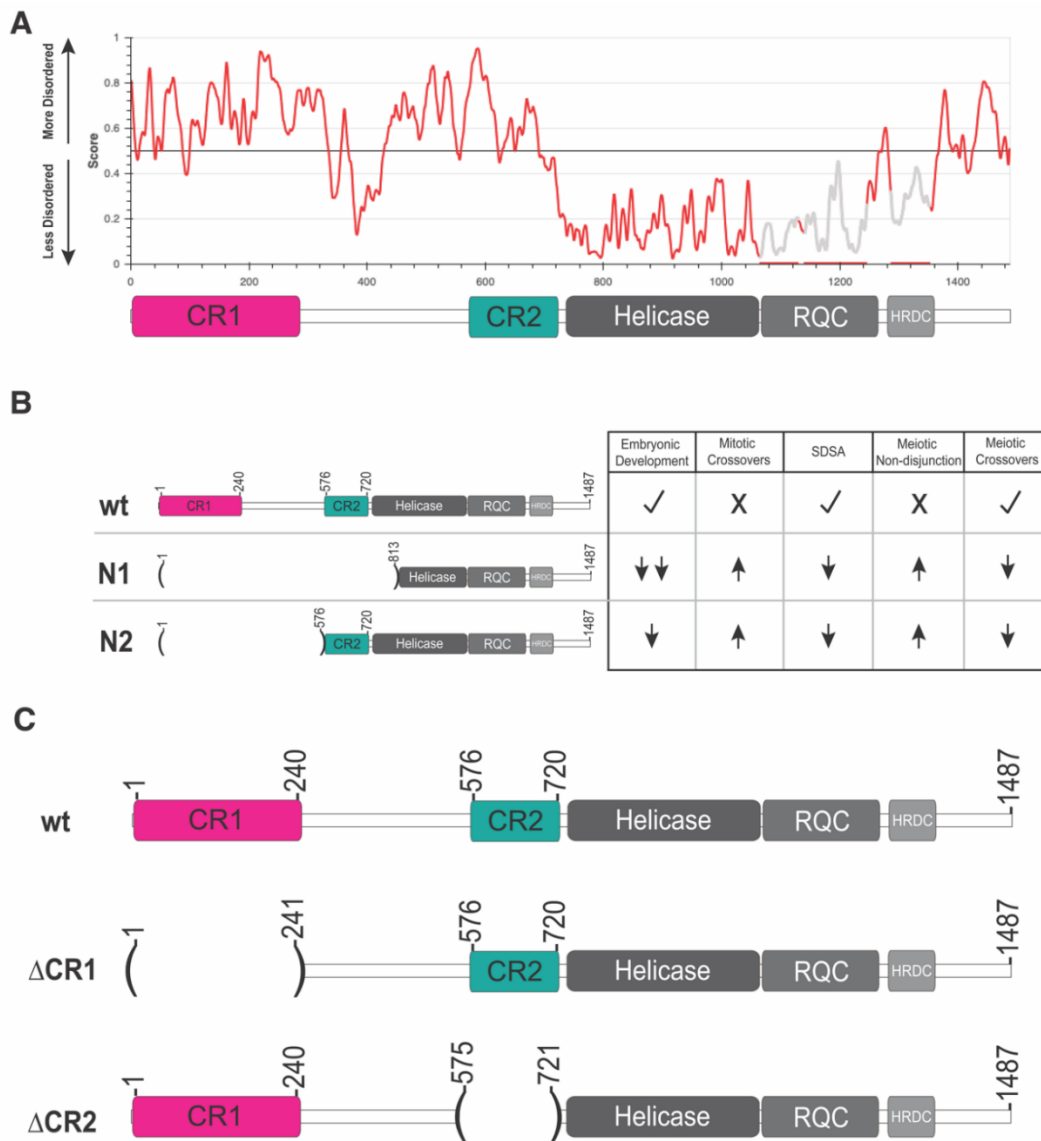 A
More Disordered
Less Disordered
Score
1
0.8
0.6
0.4
0.2
0
0 200 400 600 800 1000 1200 1400
CR1 CR2 Helicase RQC HRDC
B
Embryonic Development Mitotic Crossovers SDSA Meiotic Non-disjunction Meiotic Crossovers
1 240 576 720 1487
wt CR1 CR2 Helicase RQC HRDC ✓ X ✓ X ✓
1 813 1487
N1 ( ) Helicase RQC HRDC ↓↓ ↑ ↓ ↑ ↓
1 576 720 1487
N2 ( ) CR2 Helicase RQC HRDC ↓ ↑ ↓ ↑ ↓
C
1 240 576 720 1487
wt CR1 CR2 Helicase RQC HRDC
1 241 576 720 1487
ΔCR1 ( ) CR2 Helicase RQC HRDC
1 240 575 721 1487
ΔCR2 CR1 ( ) Helicase RQC HRDC